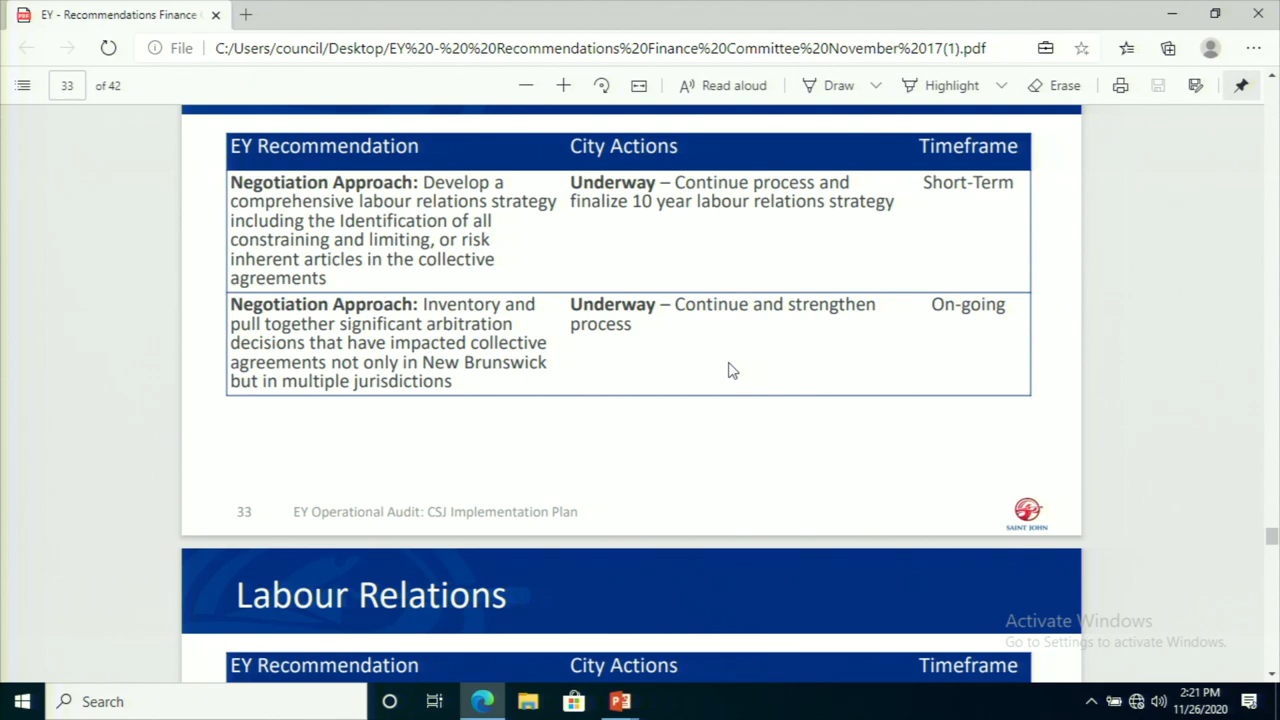 EY - Recommendations Finance
File
C:/Users/council/Desktop/EY%20-%20%20Recommendations%20Finance%20Committee%20November%2017(1).pdf
33 of 42
Read aloud
Draw
Highlight
Erase
EY Recommendation City Actions Timeframe
Negotiation Approach: Develop a
comprehensive labour relations strategy
including the Identification of all
constraining and limiting, or risk
inherent articles in the collective
agreements
Underway – Continue process and
finalize 10 year labour relations strategy
Short-Term
Negotiation Approach: Inventory and
pull together significant arbitration
decisions that have impacted collective
agreements not only in New Brunswick
but in multiple jurisdictions
Underway – Continue and strengthen
process
On-going
33 EY Operational Audit: CSJ Implementation Plan
SAINT JOHN
Labour Relations
EY Recommendation City Actions Timeframe
Activate Windows
Go to Settings to activate Windows.
Search
2:21 PM
11/26/2020